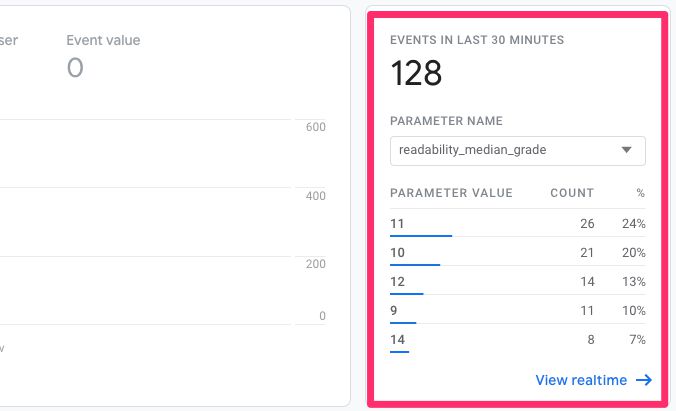 ser
Event value
0
600
400
200
0
EVENTS IN LAST 30 MINUTES
128
PARAMETER NAME
readability_median_grade
PARAMETER VALUE COUNT %
11 26 24%
10 21 20%
12 14 13%
9 11 10%
14 8 7%
View realtime